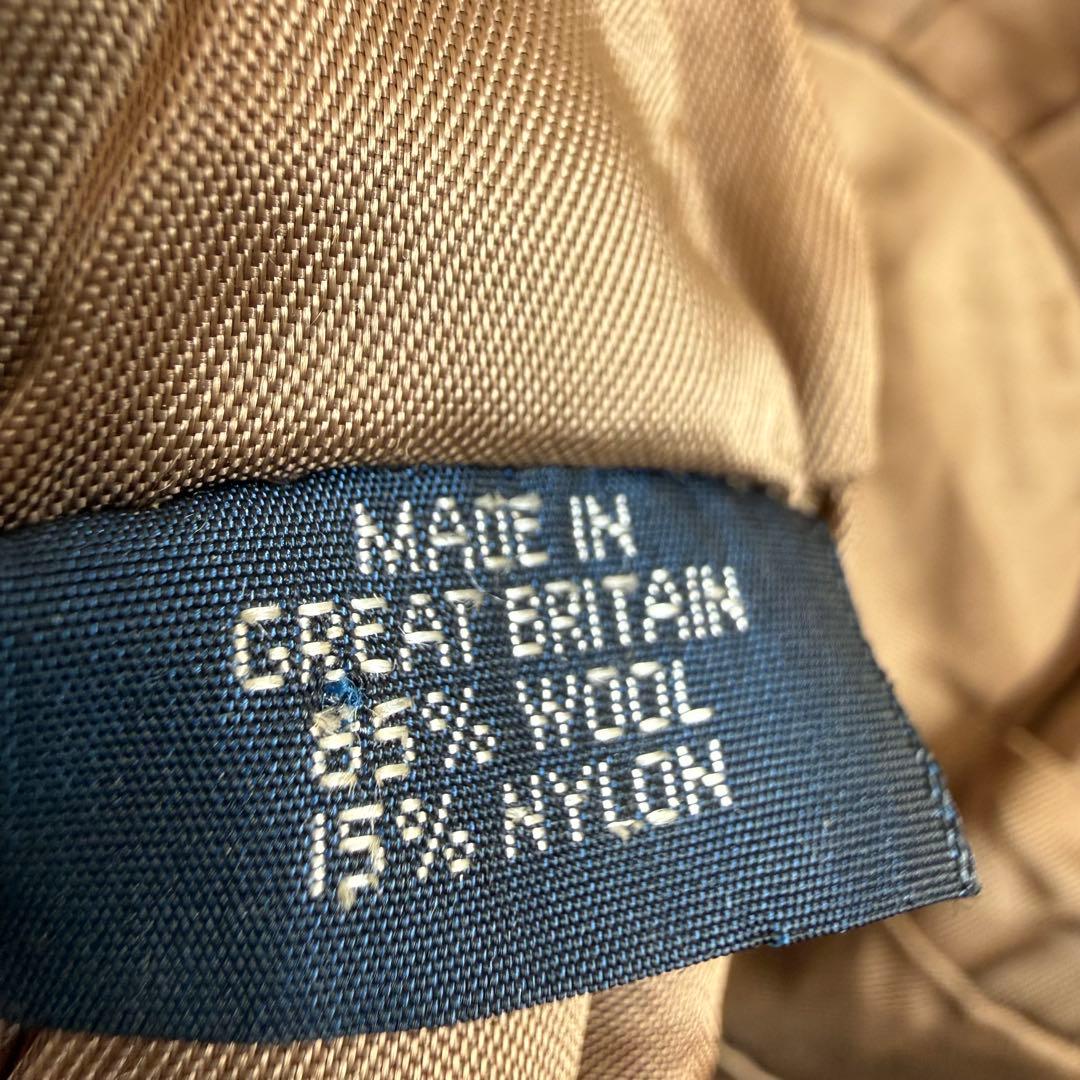 MADE IN
GREAT BRITAIN
85% WOOL
15% NYLON